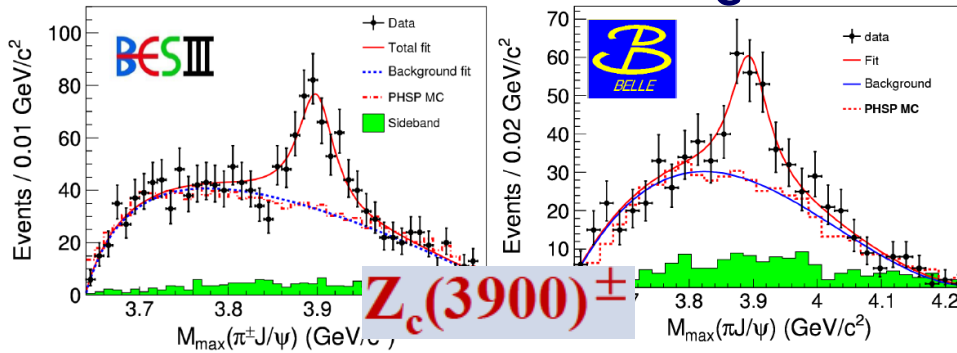 BESIII
Events / 0.01 GeV/c²
100
80
60
40
20
0
Data
Total fit
Background fit
PHSP MC
Sideband
3.7
3.8
3.9
M_max(π±J/ψ) (GeV/c²)
BELLE
Events / 0.02 GeV/c²
70
60
50
40
30
20
10
data
Fit
Background
PHSP MC
3.7
3.8
3.9
4
4.1
4.2
M_max(πJ/ψ) (GeV/c²)
Z_c(3900)±